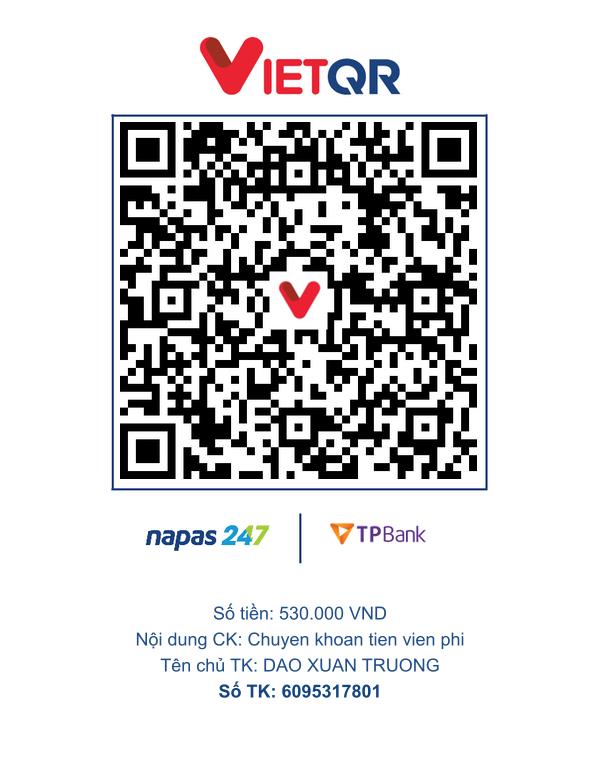 VIETQR
napas 247
TPBank
Số tiền: 530.000 VND
Nội dung CK: Chuyen khoan tien vien phi
Tên chủ TK: DAO XUAN TRUONG
Số TK: 6095317801